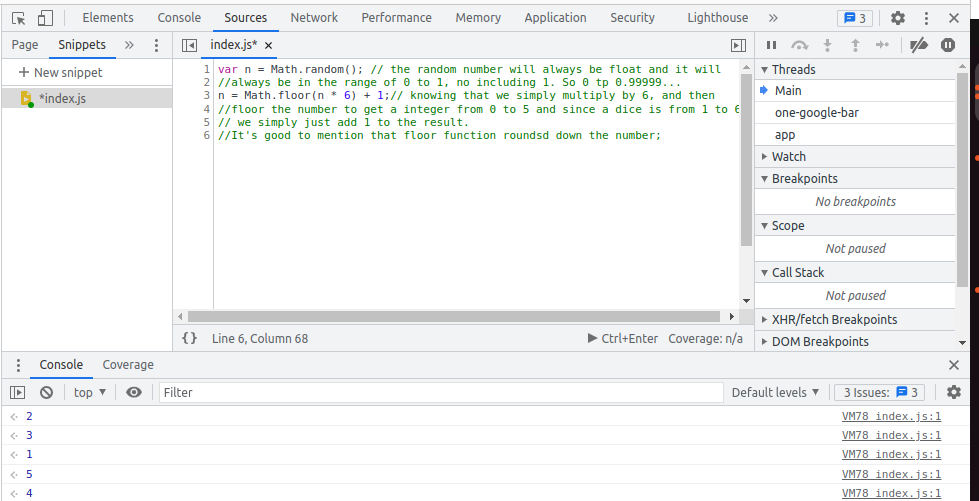 Elements Console Sources Network Performance Memory Application Security Lighthouse » 3
Page Snippets » index.js* ×
+ New snippet
*index.js
1 var n = Math.random(); // the random number will always be float and it will
2 //always be in the range of 0 to 1, no including 1. So 0 tp 0.99999...
3 n = Math.floor(n * 6) + 1;// knowing that we simply multiply by 6, and then
4 //floor the number to get a integer from 0 to 5 and since a dice is from 1 to 6
5 // we simply just add 1 to the result.
6 //It's good to mention that floor function roundsd down the number;
{} Line 6, Column 68 Ctrl+Enter Coverage: n/a
Threads
Main
one-google-bar
app
Watch
Breakpoints
No breakpoints
Scope
Not paused
Call Stack
Not paused
XHR/fetch Breakpoints
DOM Breakpoints
Console Coverage
top Filter Default levels 3 Issues: 3
2 VM78 index.js:1
3 VM78 index.js:1
1 VM78 index.js:1
5 VM78 index.js:1
4 VM78 index.js:1